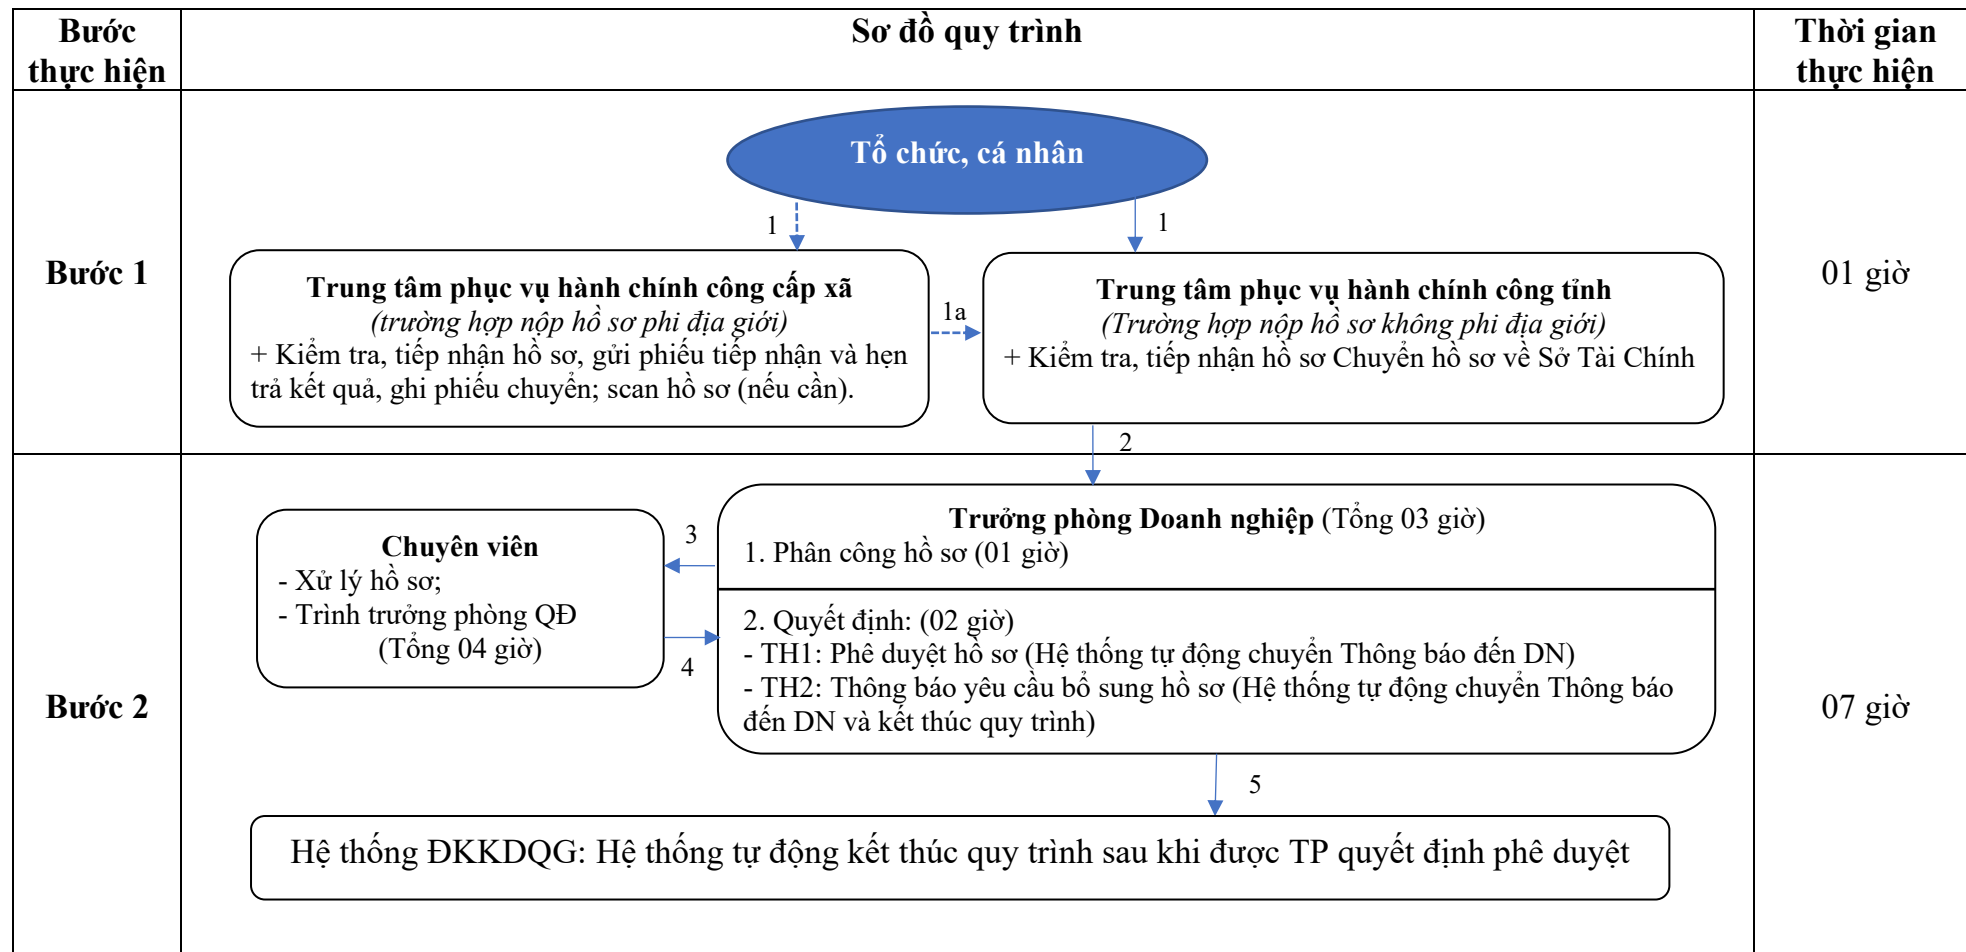 Bước
thực hiện
Sơ đồ quy trình
Thời gian
thực hiện
Bước 1
Tổ chức, cá nhân
1
1
Trung tâm phục vụ hành chính công cấp xã
(trường hợp nộp hồ sơ phi địa giới)
+ Kiểm tra, tiếp nhận hồ sơ, gửi phiếu tiếp nhận và hẹn
trả kết quả, ghi phiếu chuyển; scan hồ sơ (nếu cần).
1a
Trung tâm phục vụ hành chính công tỉnh
(Trường hợp nộp hồ sơ không phi địa giới)
+ Kiểm tra, tiếp nhận hồ sơ Chuyển hồ sơ về Sở Tài Chính
01 giờ
2
Bước 2
Chuyên viên
- Xử lý hồ sơ;
- Trình trưởng phòng QĐ
(Tổng 04 giờ)
3
4
Trưởng phòng Doanh nghiệp (Tổng 03 giờ)
1. Phân công hồ sơ (01 giờ)
2. Quyết định: (02 giờ)
- TH1: Phê duyệt hồ sơ (Hệ thống tự động chuyển Thông báo đến DN)
- TH2: Thông báo yêu cầu bổ sung hồ sơ (Hệ thống tự động chuyển Thông báo
đến DN và kết thúc quy trình)
07 giờ
5
Hệ thống ĐKKDQG: Hệ thống tự động kết thúc quy trình sau khi được TP quyết định phê duyệt